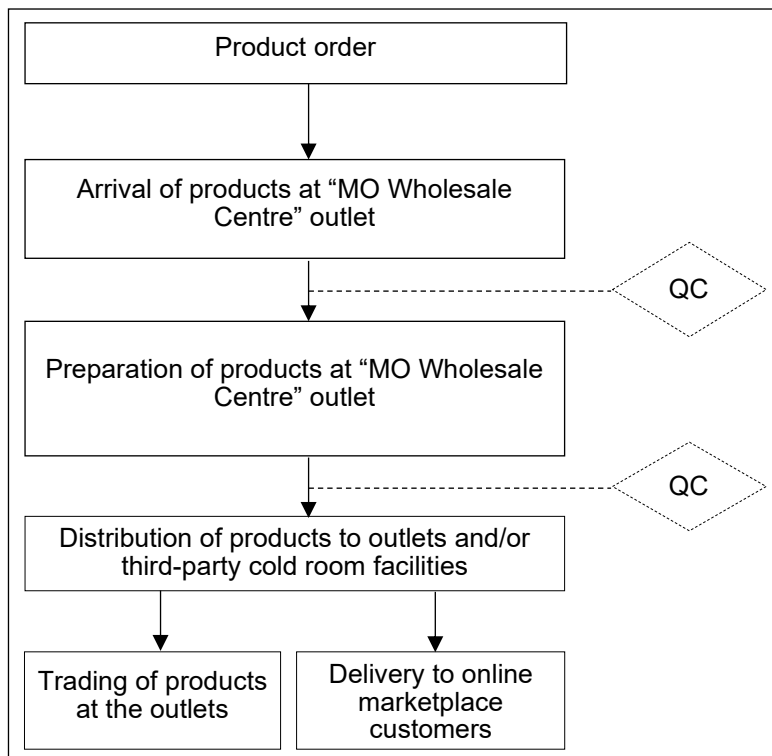 Product order
Arrival of products at “MO Wholesale
Centre” outlet
QC
Preparation of products at “MO Wholesale
Centre” outlet
QC
Distribution of products to outlets and/or
third-party cold room facilities
Trading of products
at the outlets
Delivery to online
marketplace
customers